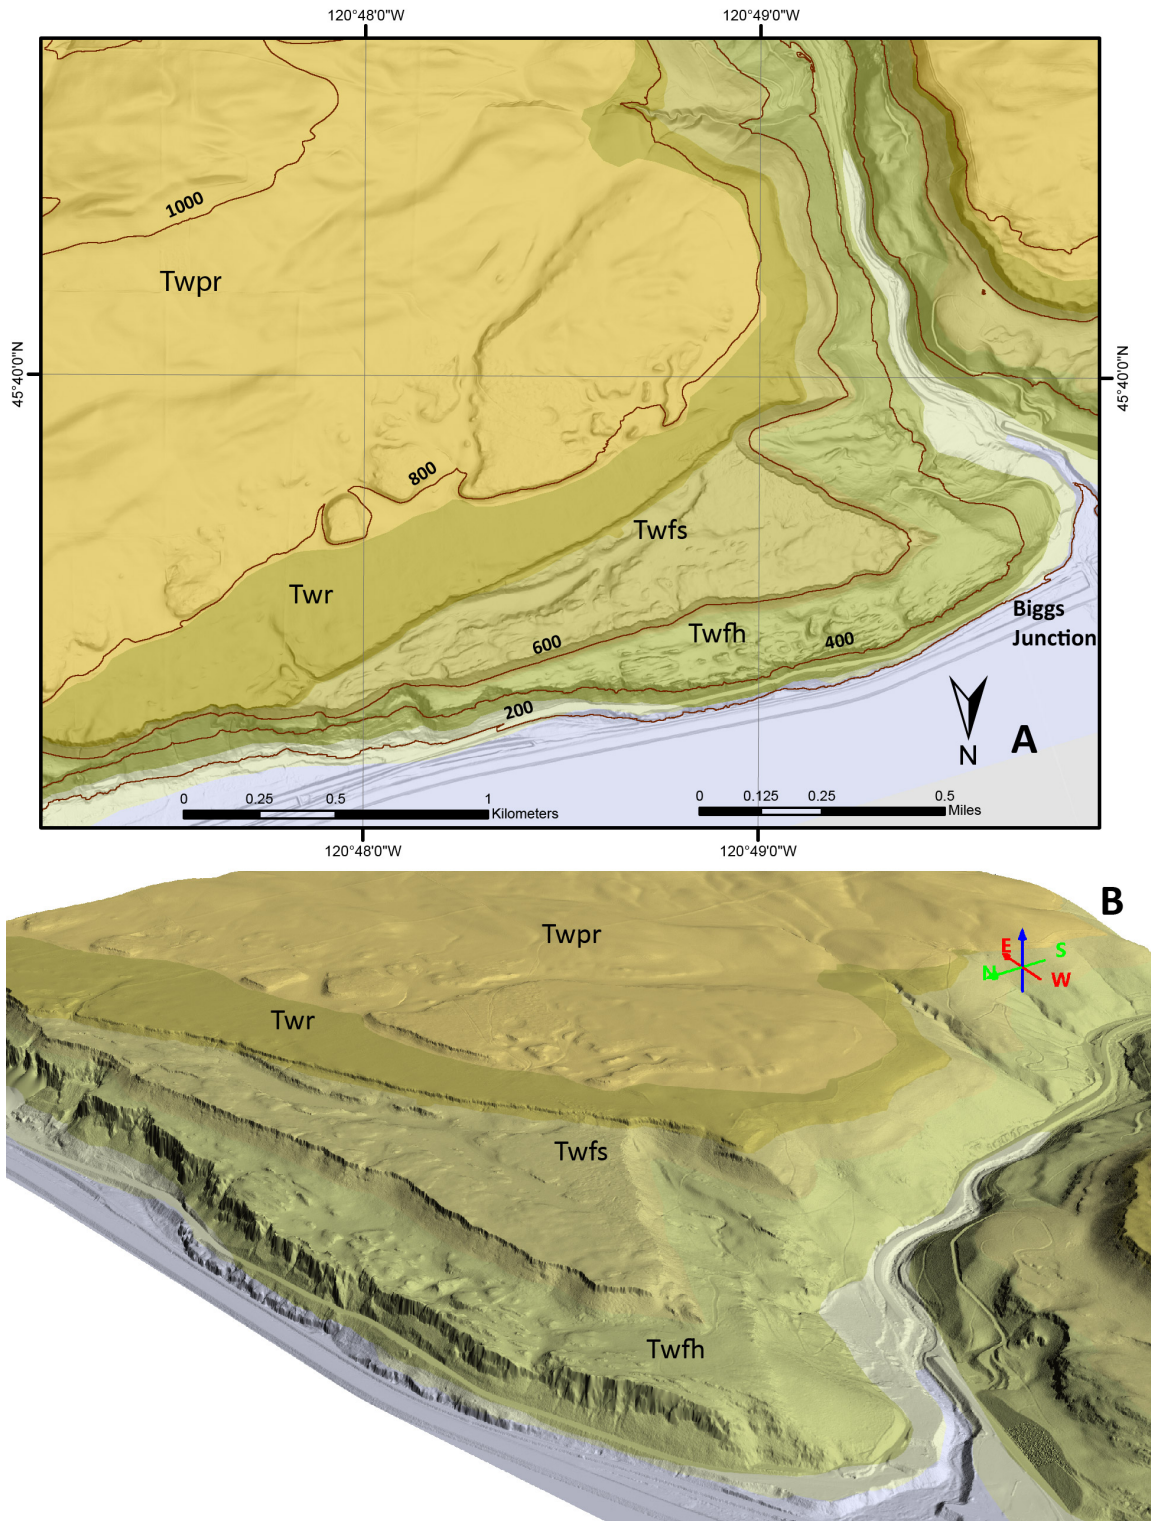 120°48'0"W
120°49'0"W
1000
Twpr
45°40'0"N
45°40'0"N
800
Twfs
Twr
Biggs
Junction
600
Twfh
400
200
N
A
0
0.25
0.5
1
Kilometers
0
0.125
0.25
0.5
Miles
120°48'0"W
120°49'0"W
B
Twpr
E
S
N
W
Twr
Twfs
Twfh